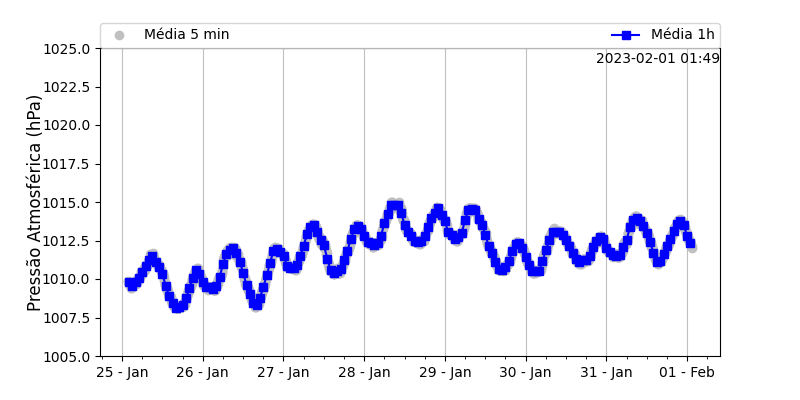 Média 5 min
Média 1h
2023-02-01 01:49
Pressão Atmosférica (hPa)
1025.0
1022.5
1020.0
1017.5
1015.0
1012.5
1010.0
1007.5
1005.0
25 - Jan
26 - Jan
27 - Jan
28 - Jan
29 - Jan
30 - Jan
31 - Jan
01 - Feb